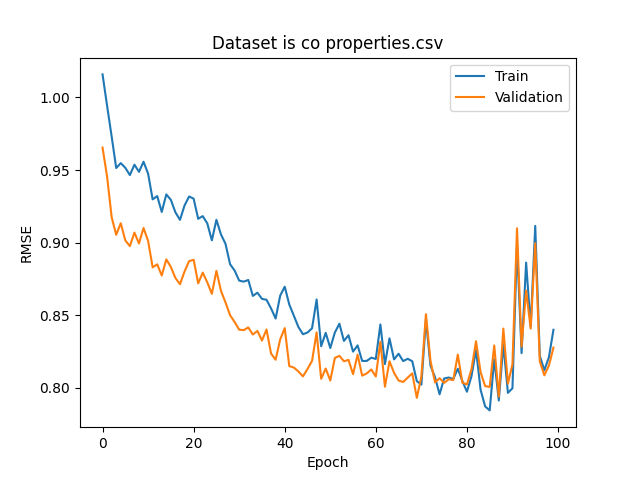 Dataset is co properties.csv
Train
Validation
RMSE
1.00
0.95
0.90
0.85
0.80
0 20 40 60 80 100
Epoch